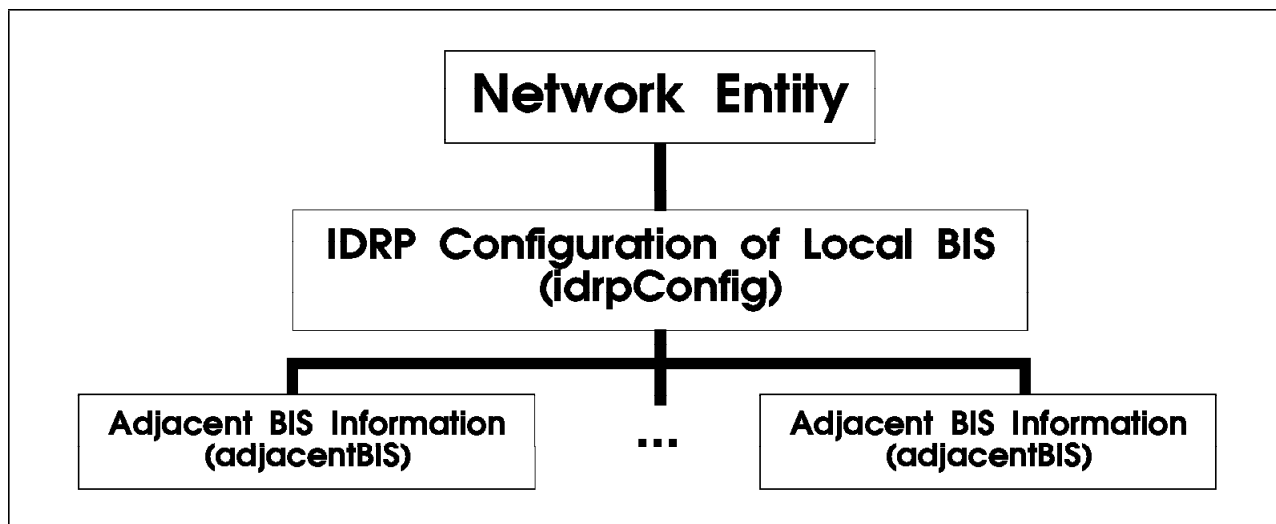 Network Entity
IDRP Configuration of Local BIS
(idrpConfig)
Adjacent BIS Information
(adjacentBIS)
...
Adjacent BIS Information
(adjacentBIS)